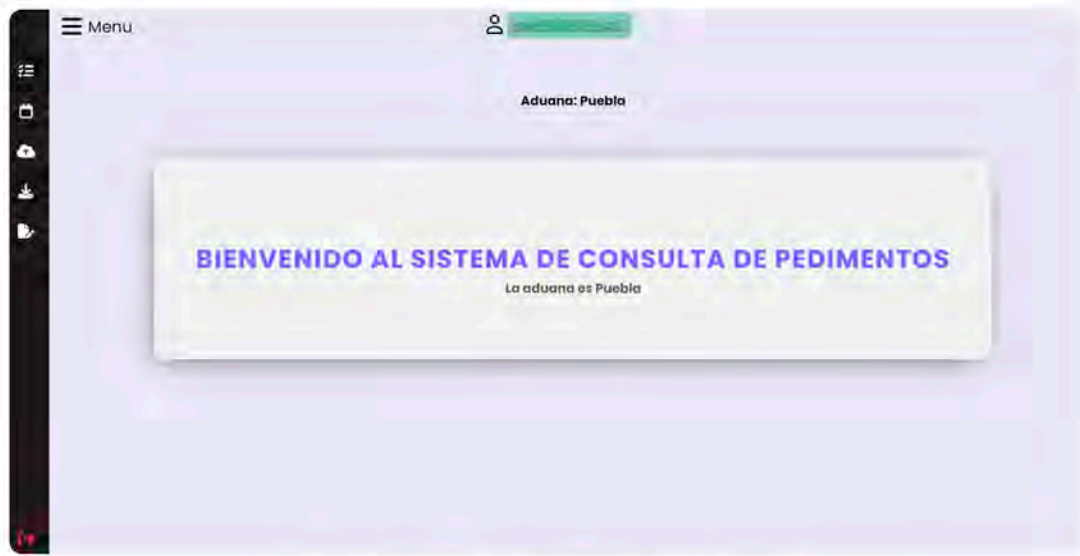 Menu
Aduana: Puebla
BIENVENIDO AL SISTEMA DE CONSULTA DE PEDIMENTOS
La aduana es Puebla